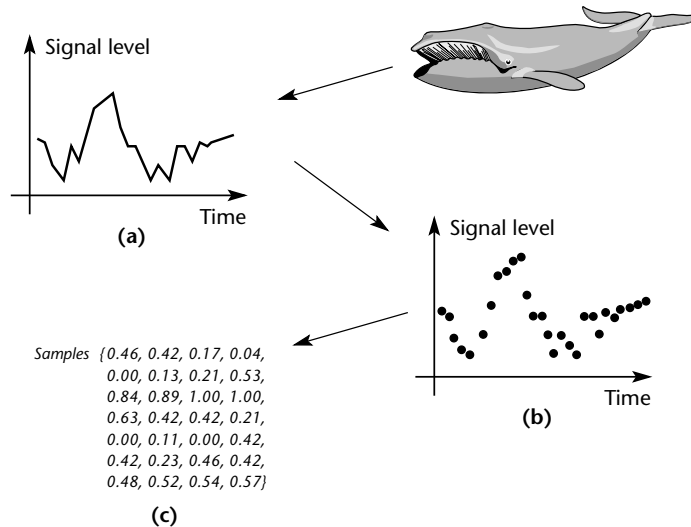 Signal level
Time
(a)
Signal level
Time
(b)
Samples {0.46, 0.42, 0.17, 0.04,
0.00, 0.13, 0.21, 0.53,
0.84, 0.89, 1.00, 1.00,
0.63, 0.42, 0.42, 0.21,
0.00, 0.11, 0.00, 0.42,
0.42, 0.23, 0.46, 0.42,
0.48, 0.52, 0.54, 0.57}
(c)